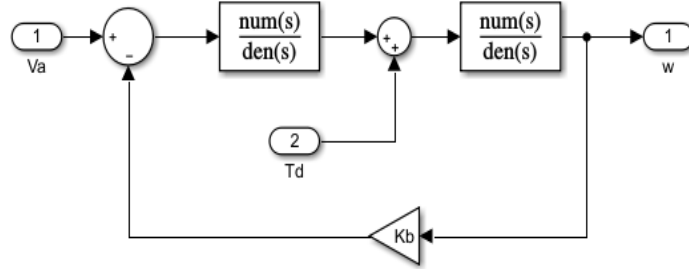 1
Va
+
−
num(s)
den(s)
+
+
num(s)
den(s)
1
w
2
Td
Kb